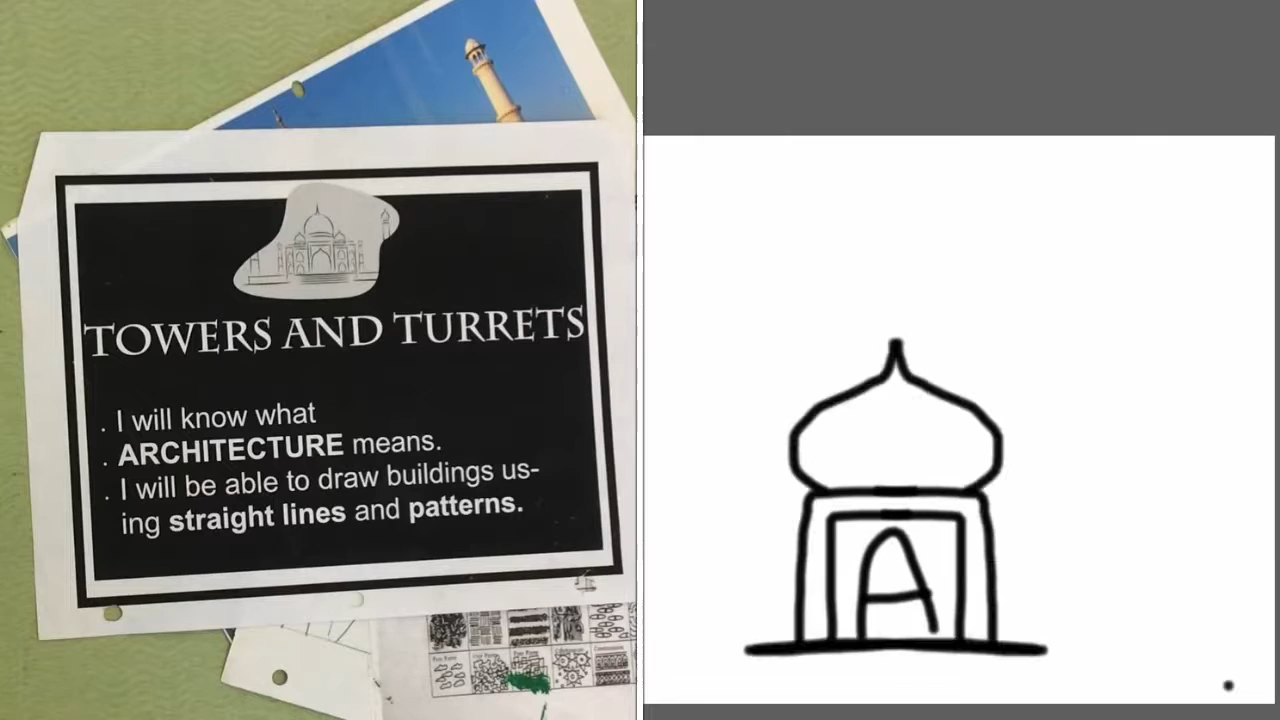 TOWERS AND TURRETS
. I will know what
. ARCHITECTURE means.
. I will be able to draw buildings us-
ing straight lines and patterns.
A